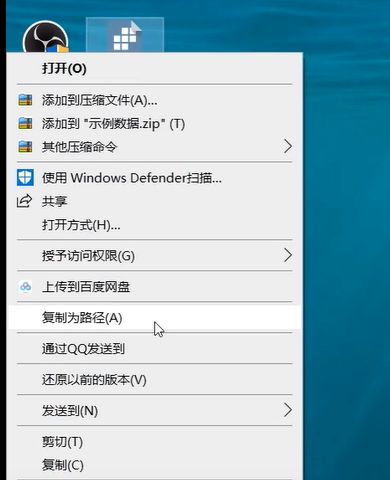 打开(O)
添加到压缩文件(A)...
添加到 "示例数据.zip" (T)
其他压缩命令
使用 Windows Defender扫描...
共享
打开方式(H)...
授予访问权限(G)
上传到百度网盘
复制为路径(A)
通过QQ发送到
还原以前的版本(V)
发送到(N)
剪切(T)
复制(C)